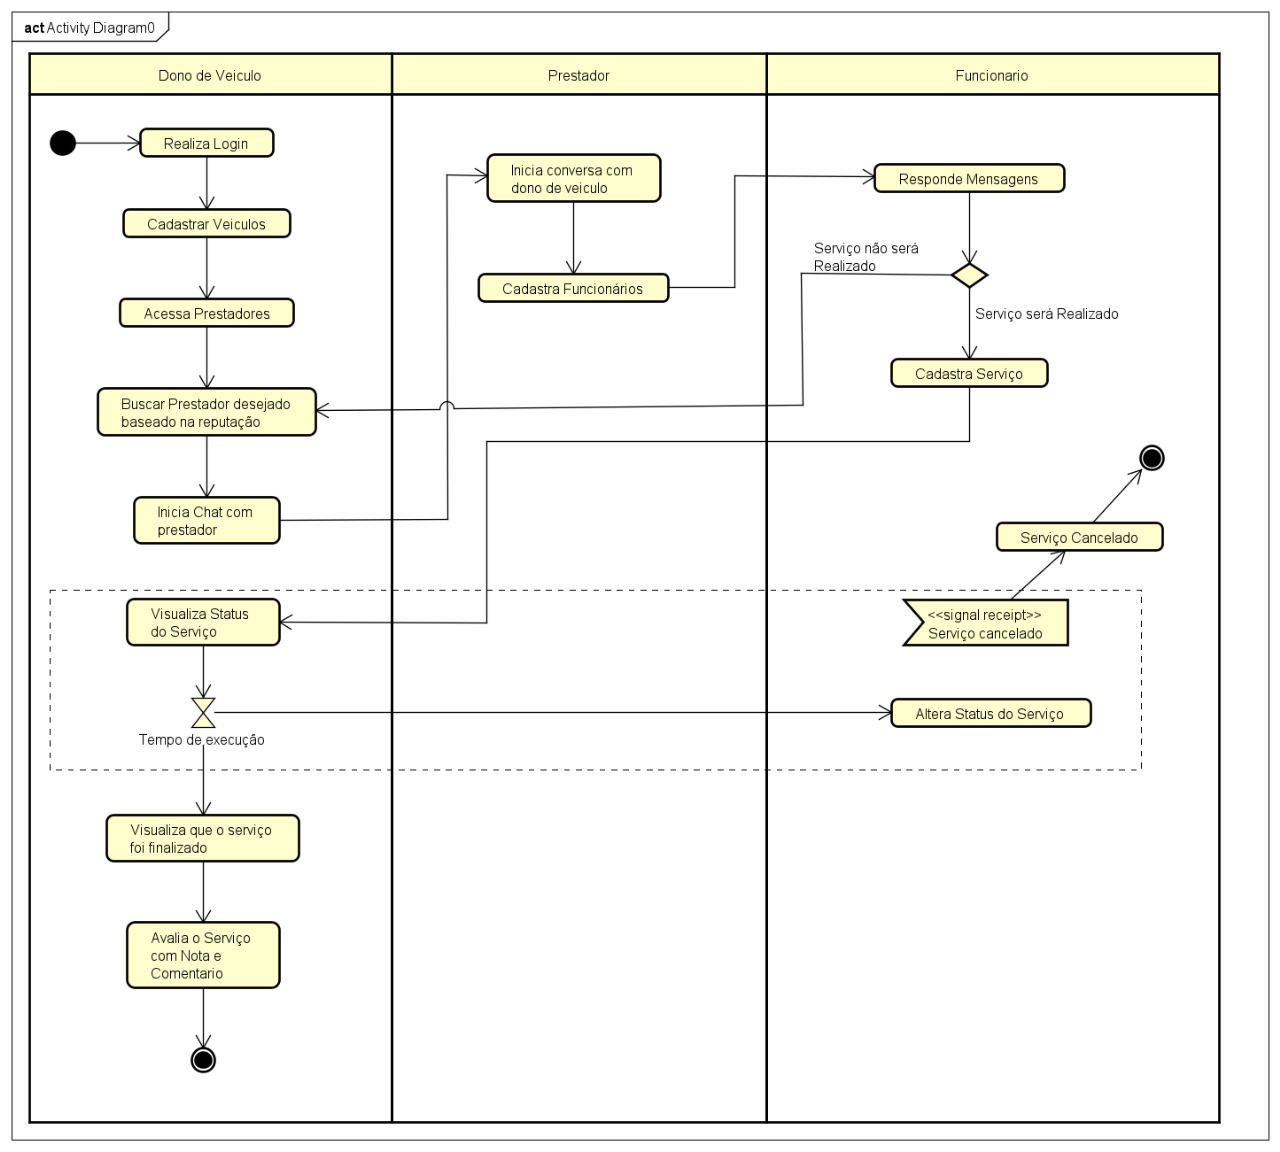 act Activity Diagram0
Dono de Veiculo
Prestador
Funcionario
Realiza Login
Cadastrar Veiculos
Acessa Prestadores
Buscar Prestador desejado
baseado na reputação
Inicia Chat com
prestador
Inicia conversa com
dono de veiculo
Cadastra Funcionários
Responde Mensagens
Serviço não será
Realizado
Serviço será Realizado
Cadastra Serviço
Serviço Cancelado
<<signal receipt>>
Serviço cancelado
Visualiza Status
do Serviço
Tempo de execução
Altera Status do Serviço
Visualiza que o serviço
foi finalizado
Avalia o Serviço
com Nota e
Comentario